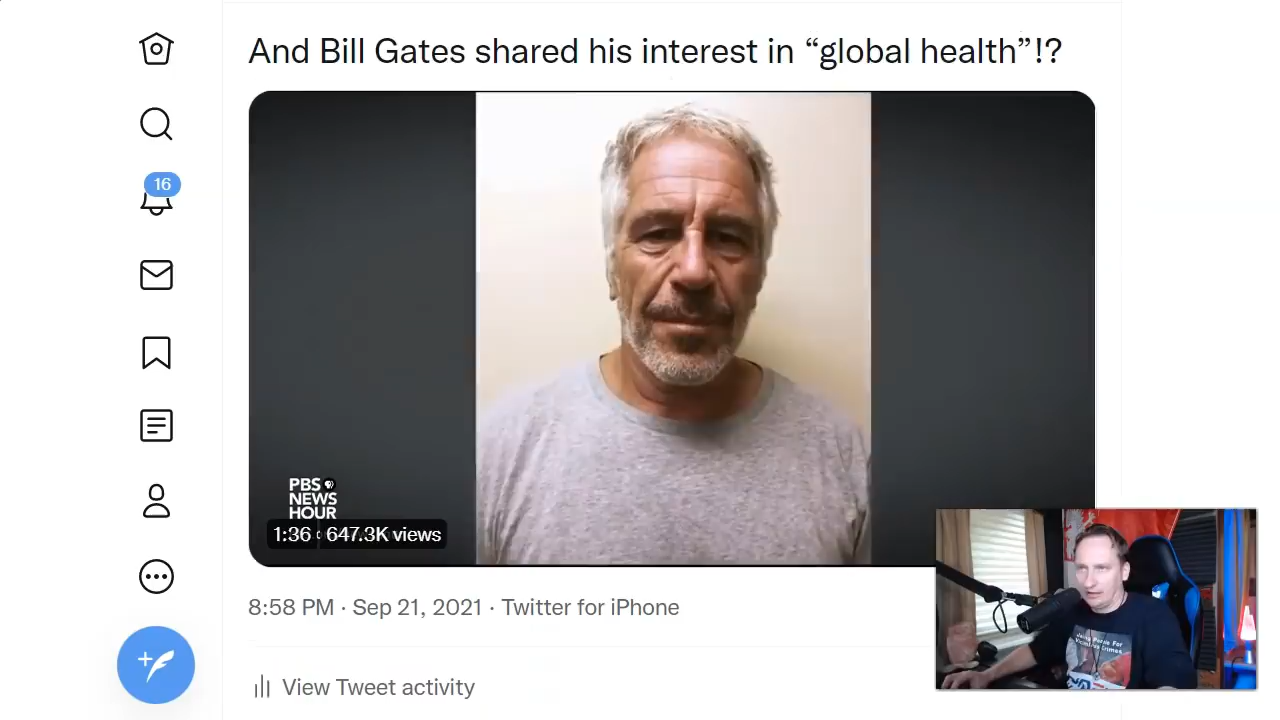 And Bill Gates shared his interest in “global health”!?
16
PBS
NEWS
HOUR
1:36
647.3K views
8:58 PM · Sep 21, 2021 · Twitter for iPhone
View Tweet activity